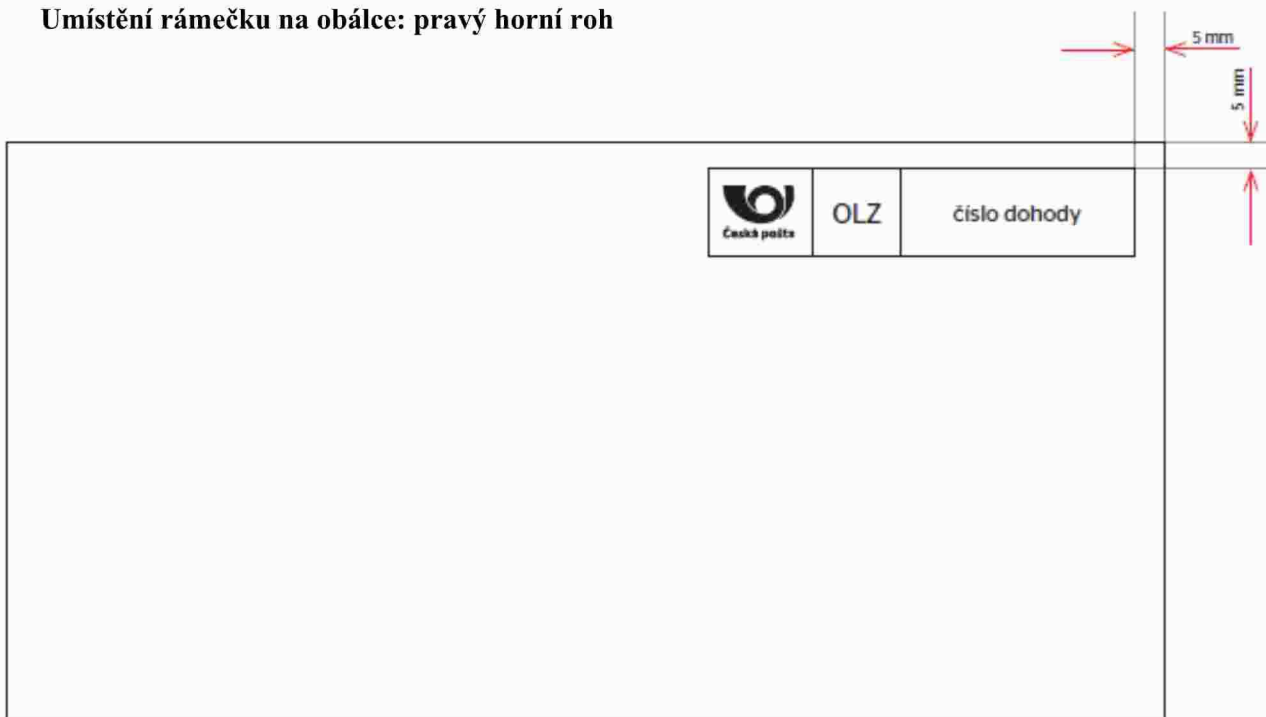 Umístění rámečku na obálce: pravý horní roh
5 mm
5 mm
Česká pošta
OLZ
číslo dohody